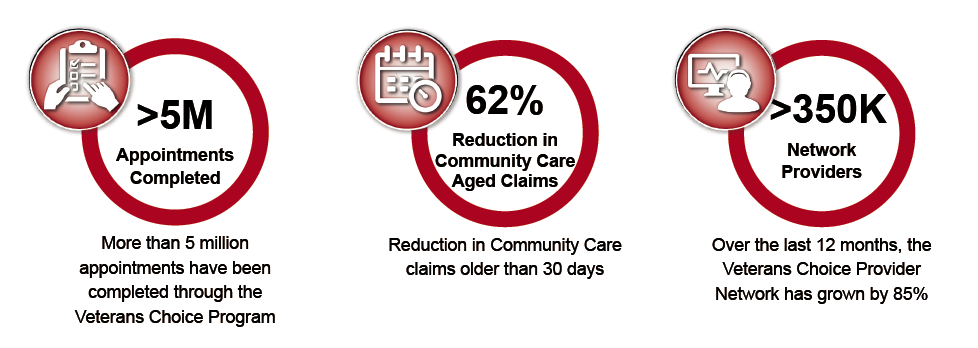 >5M
Appointments
Completed
More than 5 million
appointments have been
completed through the
Veterans Choice Program
62%
Reduction in
Community Care
Aged Claims
Reduction in Community Care
claims older than 30 days
>350K
Network
Providers
Over the last 12 months, the
Veterans Choice Provider
Network has grown by 85%